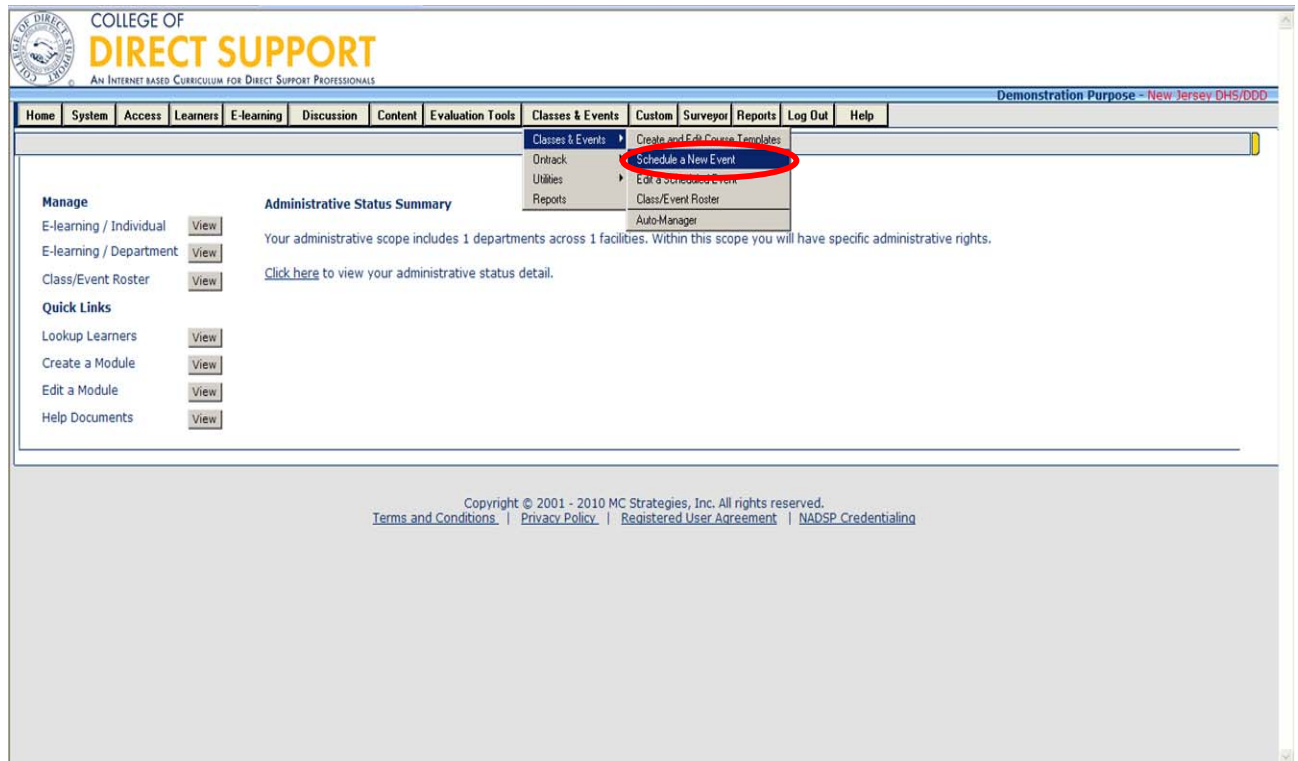 COLLEGE OF
DIRECT SUPPORT
AN INTERNET BASED CURRICULUM FOR DIRECT SUPPORT PROFESSIONALS
Demonstration Purpose - New Jersey DHS/DDD
Home System Access Learners E-learning Discussion Content Evaluation Tools Classes & Events Custom Surveyor Reports Log Out Help
Classes & Events
Ontrack
Utilities
Reports
Create and Edit Course Templates
Schedule a New Event
Edit a Scheduled Event
Class/Event Roster
Auto-Manager
Manage
E-learning / Individual View
E-learning / Department View
Class/Event Roster View
Quick Links
Lookup Learners View
Create a Module View
Edit a Module View
Help Documents View
Administrative Status Summary
Your administrative scope includes 1 departments across 1 facilities. Within this scope you will have specific administrative rights.
Click here to view your administrative status detail.
Copyright © 2001 - 2010 MC Strategies, Inc. All rights reserved.
Terms and Conditions | Privacy Policy | Registered User Agreement | NADSP Credentialing